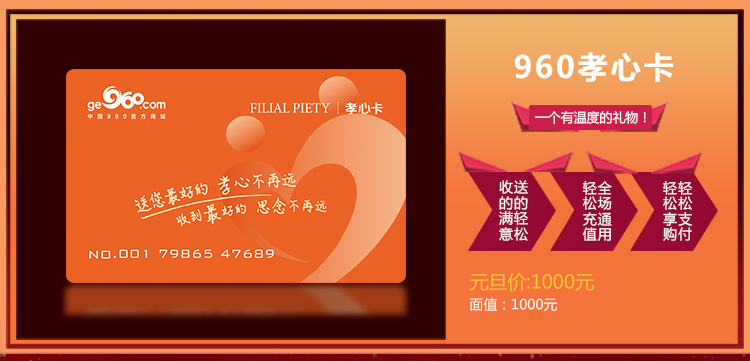 ge960.com
中国960官方商城
FILIAL PIETY | 孝心卡
送您最好的 孝心不再远
收到最好的 思念不再远
NO.001 79865 47689
960孝心卡
一个有温度的礼物！
送的轻松
收的满意
全场通用
轻松充值
轻松支付
轻松享购
元旦价:1000元
面值：1000元